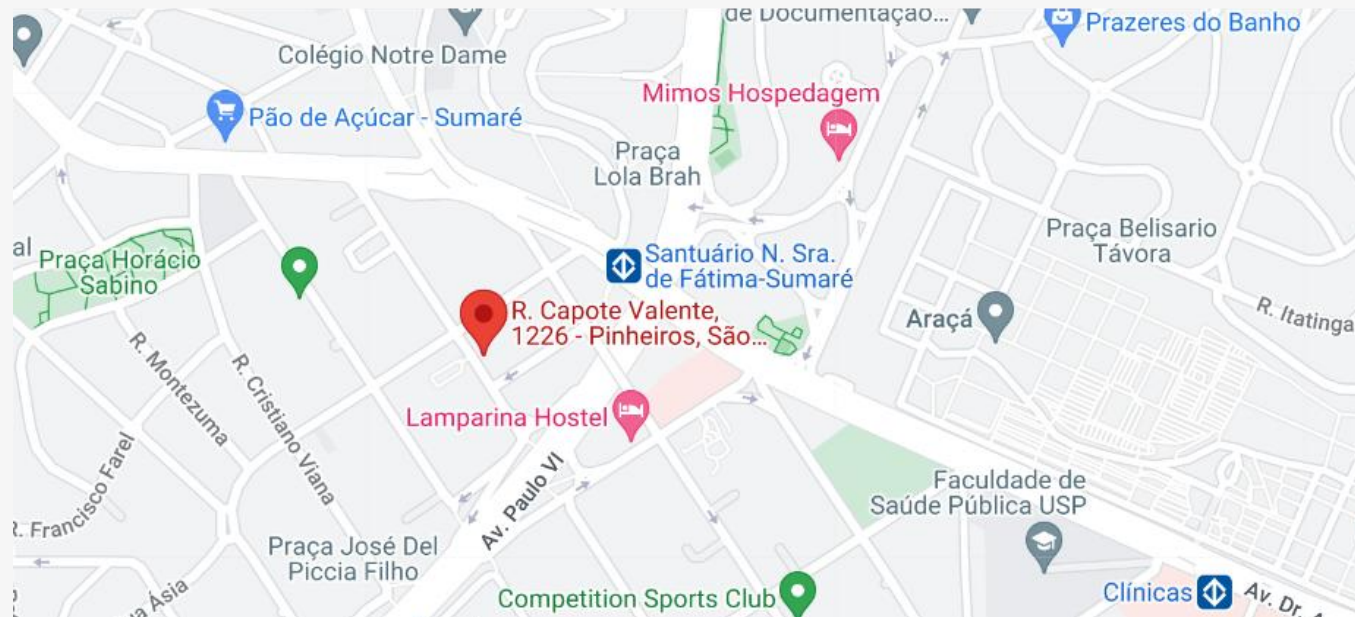 de Documentação...
Prazeres do Banho
Colégio Notre Dame
Mimos Hospedagem
Pão de Açúcar - Sumaré
Praça
Lola Brah
Praça Belisario
Távora
al
Praça Horácio
Sabino
Santuário N. Sra.
de Fátima-Sumaré
R. Capote Valente,
1226 - Pinheiros, São...
Araçá
R. Itatinga
R. Montezuma
R. Cristiano Viana
Lamparina Hostel
R. Francisco Farel
Av. Paulo VI
Faculdade de
Saúde Pública USP
Praça José Del
Piccia Filho
Ásia
Competition Sports Club
Clínicas
Av. Dr.